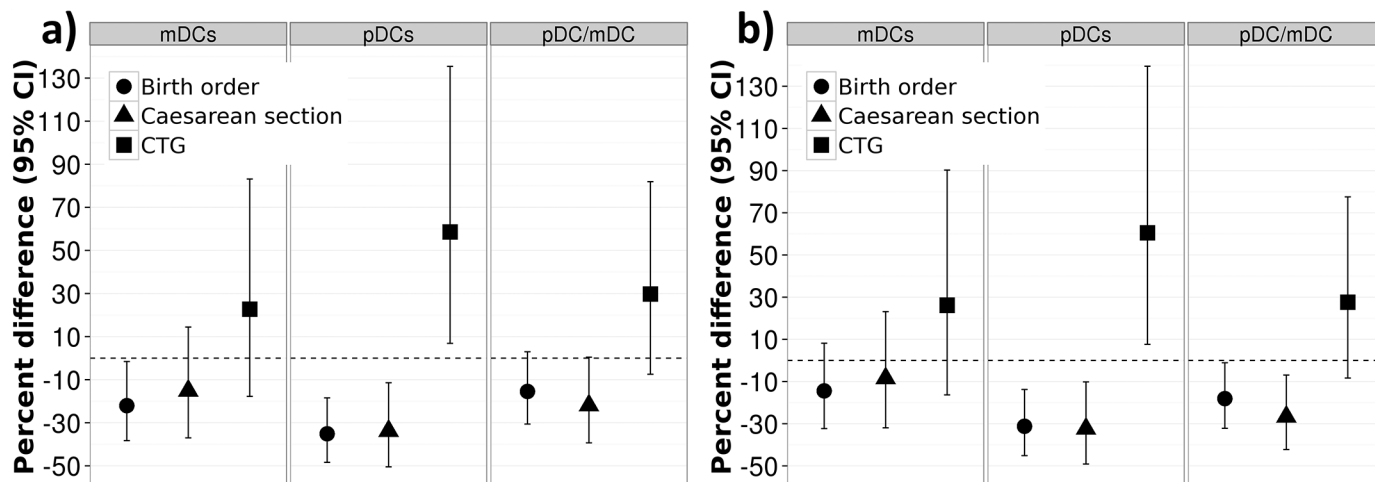 a)
mDCs pDCs pDC/mDC
Percent difference (95% CI)
130
110
90
70
50
30
10
-10
-30
-50
Birth order
Caesarean section
CTG
b)
mDCs pDCs pDC/mDC
Percent difference (95% CI)
130
110
90
70
50
30
10
-10
-30
-50
Birth order
Caesarean section
CTG